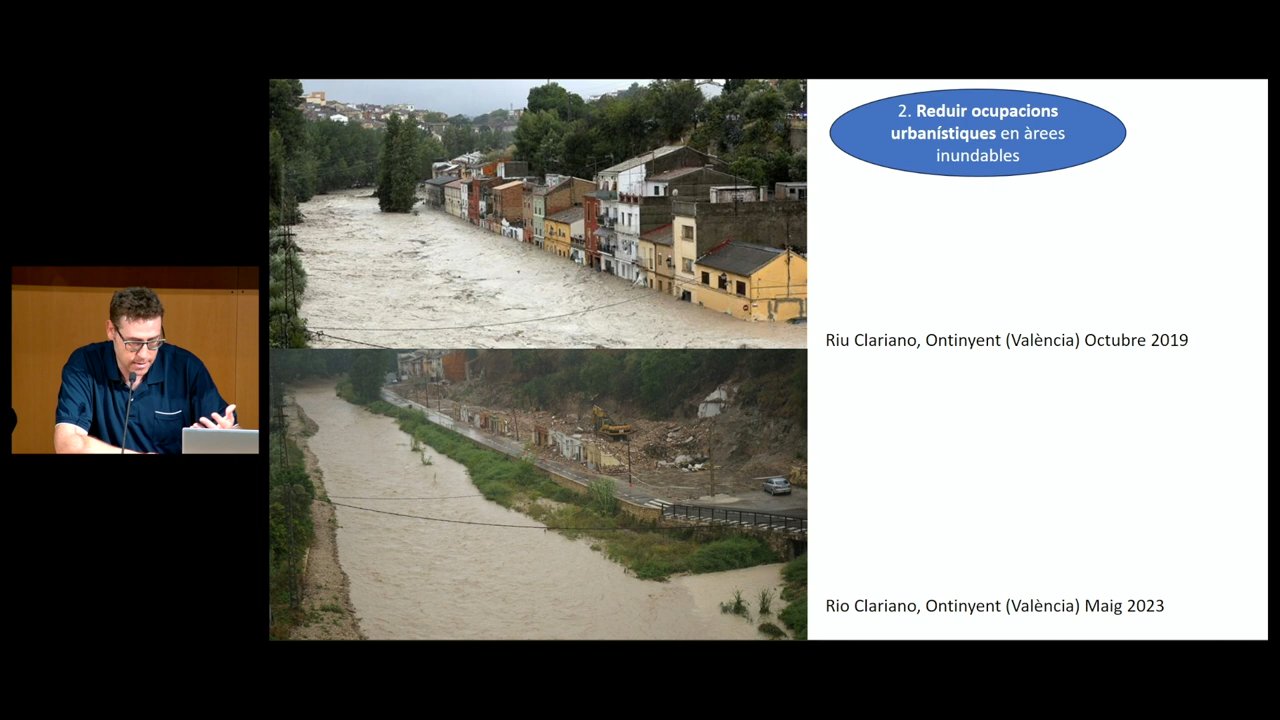 2. Reduir ocupacions
urbanístiques en àrees
inundables
Riu Clariano, Ontinyent (València) Octubre 2019
Rio Clariano, Ontinyent (València) Maig 2023